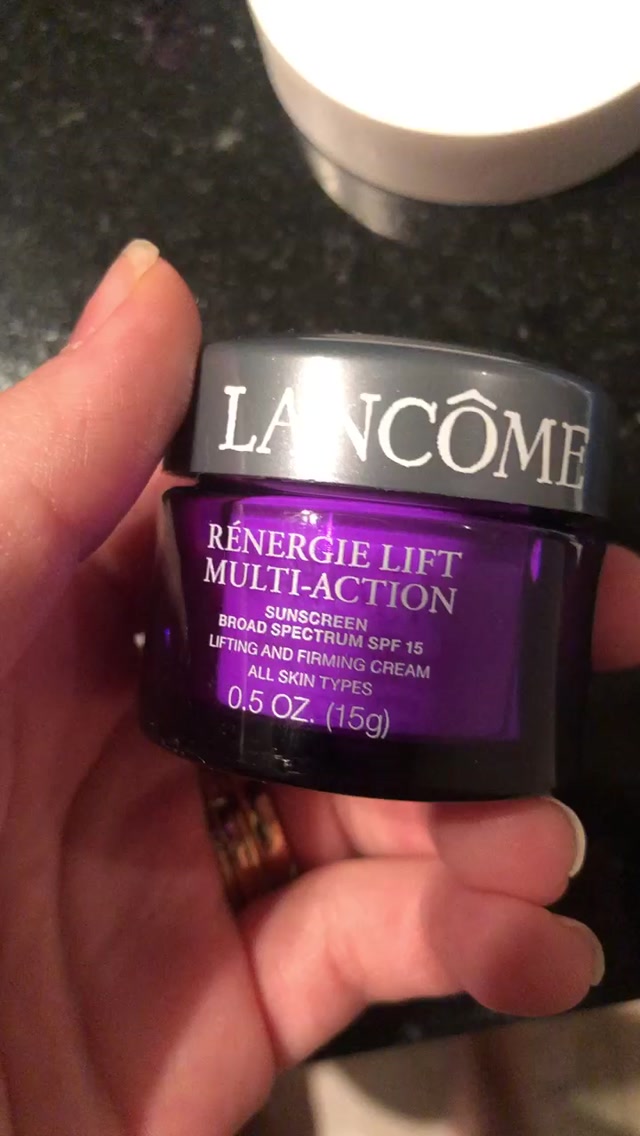 LANCÔME
RÉNERGIE LIFT
MULTI-ACTION
SUNSCREEN
BROAD SPECTRUM SPF 15
LIFTING AND FIRMING CREAM
ALL SKIN TYPES
0.5 OZ. (15g)